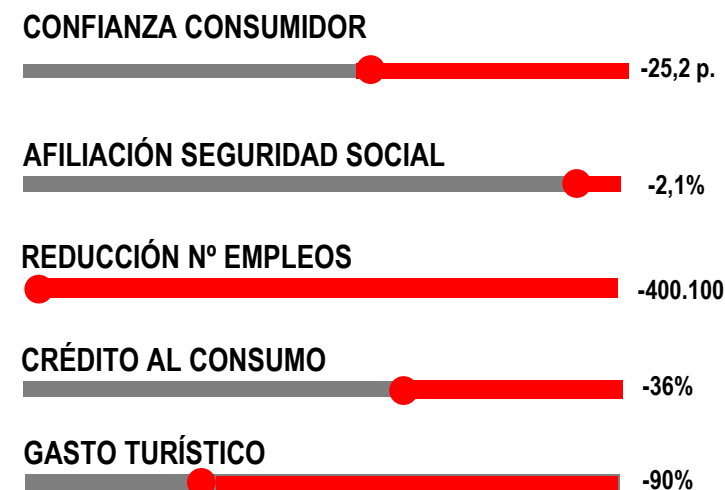 CONFIANZA CONSUMIDOR
-25,2 p.
AFILIACIÓN SEGURIDAD SOCIAL
-2,1%
REDUCCIÓN Nº EMPLEOS
-400.100
CRÉDITO AL CONSUMO
-36%
GASTO TURÍSTICO
-90%